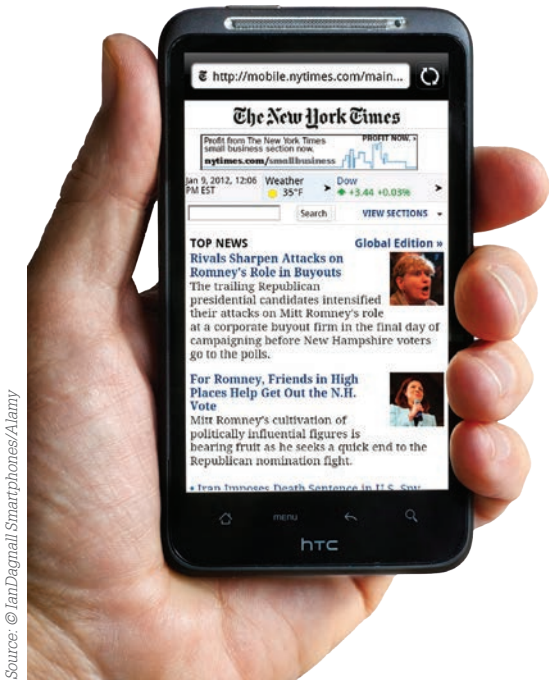 http://mobile.nytimes.com/main...
The New York Times
Profit from The New York Times
small business section now.
nytimes.com/smallbusiness
PROFIT NOW.
Jan 9, 2012, 12:06
PM EST
Weather
35°F
Dow
+3.44 +0.03%
Search
VIEW SECTIONS
TOP NEWS
Global Edition »
Rivals Sharpen Attacks on
Romney's Role in Buyouts
The trailing Republican
presidential candidates intensified
their attacks on Mitt Romney's role
at a corporate buyout firm in the final day of
campaigning before New Hampshire voters
go to the polls.
For Romney, Friends in High
Places Help Get Out the N.H.
Vote
Mitt Romney's cultivation of
politically influential figures is
bearing fruit as he seeks a quick end to the
Republican nomination fight.
• Iran Imposes Death Sentence in U.S. Spy
MENU
hTC
Source: © IanDagnall Smartphones/Alamy